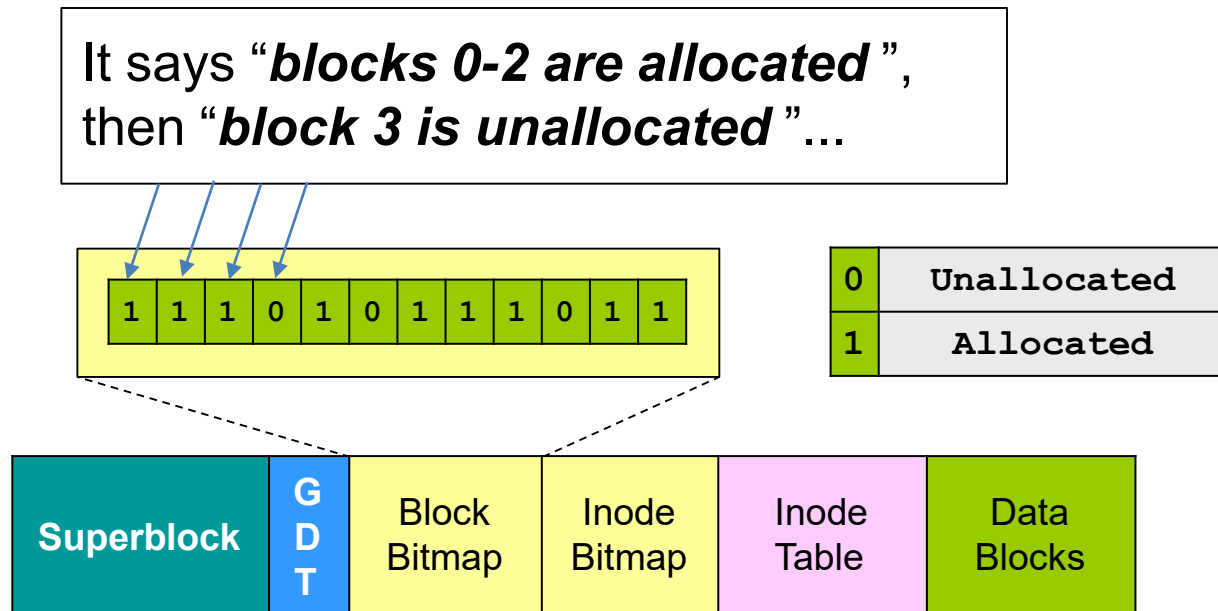 It says “blocks 0-2 are allocated ”,
then “block 3 is unallocated ”...
1 1 1 0 1 0 1 1 1 0 1 1
0 Unallocated
1 Allocated
Superblock
G
D
T
Block
Bitmap
Inode
Bitmap
Inode
Table
Data
Blocks